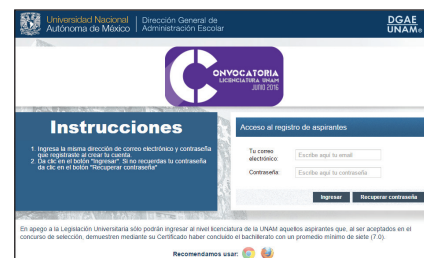 Universidad Nacional
Autónoma de México
Dirección General de
Administración Escolar
DGAE
UNAM
CONVOCATORIA
LICENCIATURA UNAM
JUNIO 2016
Instrucciones
1. Ingresa la misma dirección de correo electrónico y contraseña
que registraste al crear tu cuenta.
2. Da clic en el botón "Ingresar". Si no recuerdas tu contraseña
da clic en el botón "Recuperar contraseña"
Acceso al registro de aspirantes
Tu correo
electrónico:
Escribe aquí tu email
Contraseña:
Escribe aquí tu contraseña
Ingresar
Recuperar contraseña
En apego a la Legislación Universitaria sólo podrán ingresar al nivel licenciatura de la UNAM aquellos aspirantes que, al ser aceptados en el
concurso de selección, demuestren mediante su Certificado haber concluido el bachillerato con un promedio mínimo de siete (7.0).
Recomendamos usar: